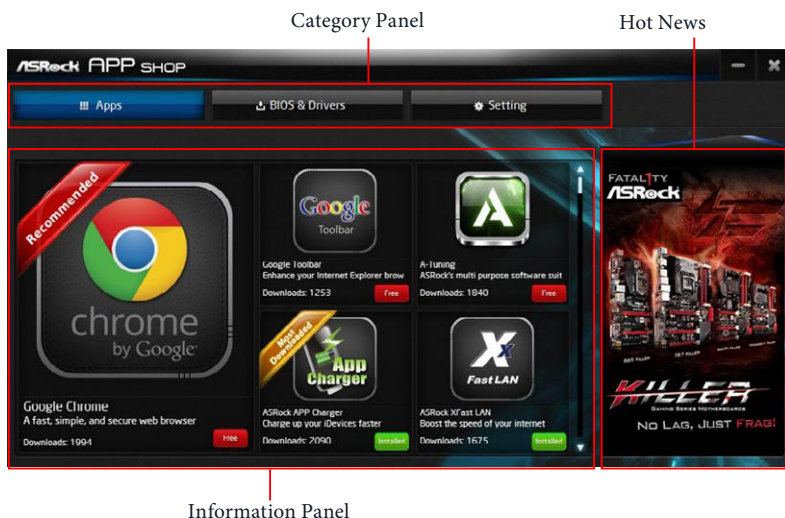 Category Panel
Hot News
ASRock APP SHOP
Apps
BIOS & Drivers
Setting
Recommended
chrome
by Google
Google Chrome
A fast, simple, and secure web browser
Downloads: 1994
Free
Google
Toolbar
Google Toolbar
Enhance your Internet Explorer brow
Downloads: 1253
Free
A-Tuning
ASRock's multi purpose software suit
Downloads: 1840
Free
Most
Downloaded
App
Charger
ASRock APP Charger
Charge up your iDevices faster
Downloads: 2090
Installed
X
Fast LAN
ASRock XFast LAN
Boost the speed of your internet
Downloads: 1675
Installed
FATAL1TY
ASRock
KILLER
GAMING SERIES MOTHERBOARDS
NO LAG, JUST FRAG!
Information Panel